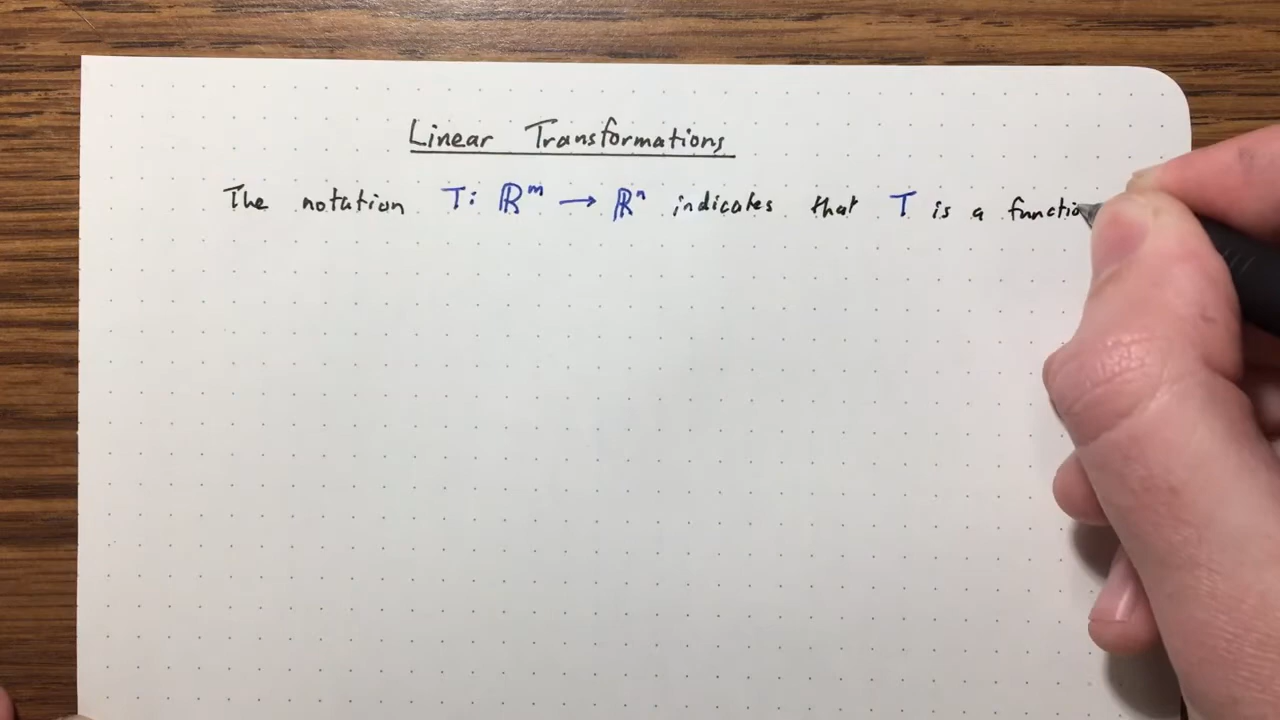 Linear Transformations
The notation T: ℝᵐ → ℝⁿ indicates that T is a functio